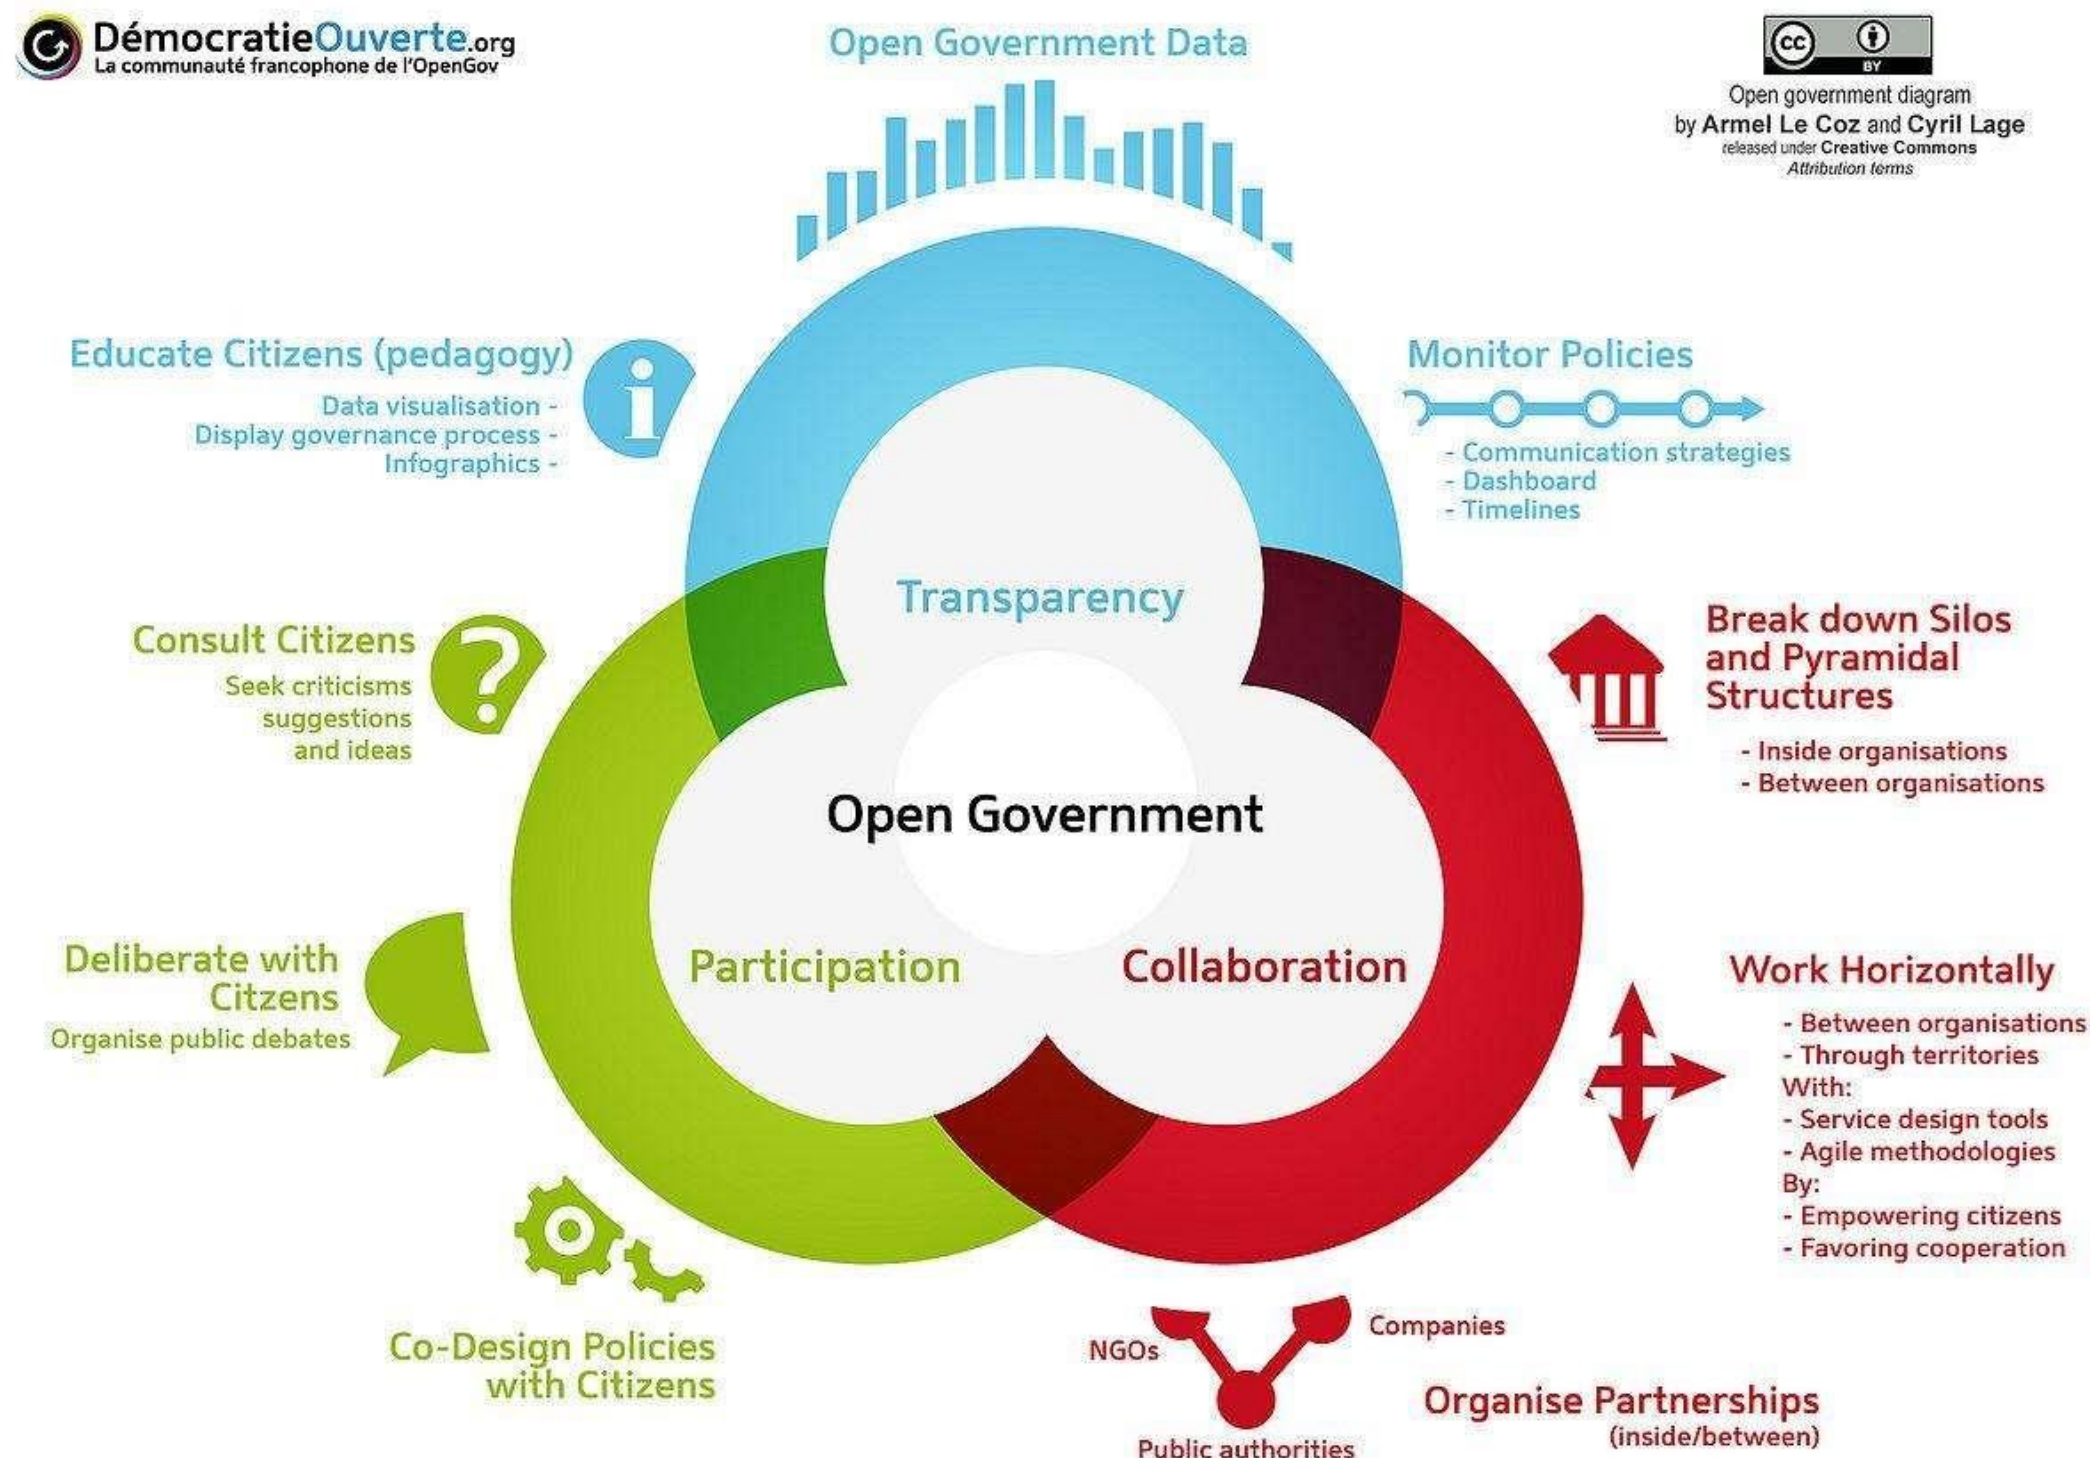 DémocratieOuverte.org
La communauté francophone de l'OpenGov
Open Government Data
cc
BY
Open government diagram
by Armel Le Coz and Cyril Lage
released under Creative Commons
Attribution terms
Educate Citizens (pedagogy)
i
Data visualisation -
Display governance process -
Infographics -
Monitor Policies
- Communication strategies
- Dashboard
- Timelines
Transparency
Consult Citizens
?
Seek criticisms
suggestions
and ideas
Break down Silos
and Pyramidal
Structures
- Inside organisations
- Between organisations
Open Government
Deliberate with
Citzens
Organise public debates
Participation
Collaboration
Work Horizontally
- Between organisations
- Through territories
With:
- Service design tools
- Agile methodologies
By:
- Empowering citizens
- Favoring cooperation
Co-Design Policies
with Citizens
NGOs
Companies
Public authorities
Organise Partnerships
(inside/between)